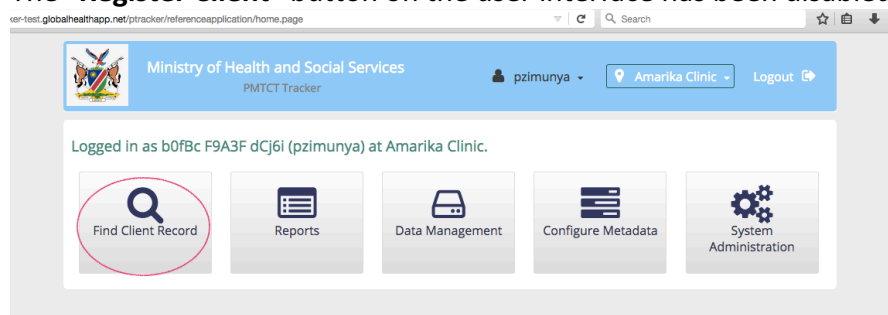 The "Register Client" button on the user interface has been disabled
ker-test.globalhealthapp.net/ptracker/referenceapplication/home.page Search
Ministry of Health and Social Services
PMTCT Tracker
pzimunya Amarika Clinic Logout
Logged in as b0fBc F9A3F dCj6i (pzimunya) at Amarika Clinic.
Find Client Record Reports Data Management Configure Metadata System
Administration